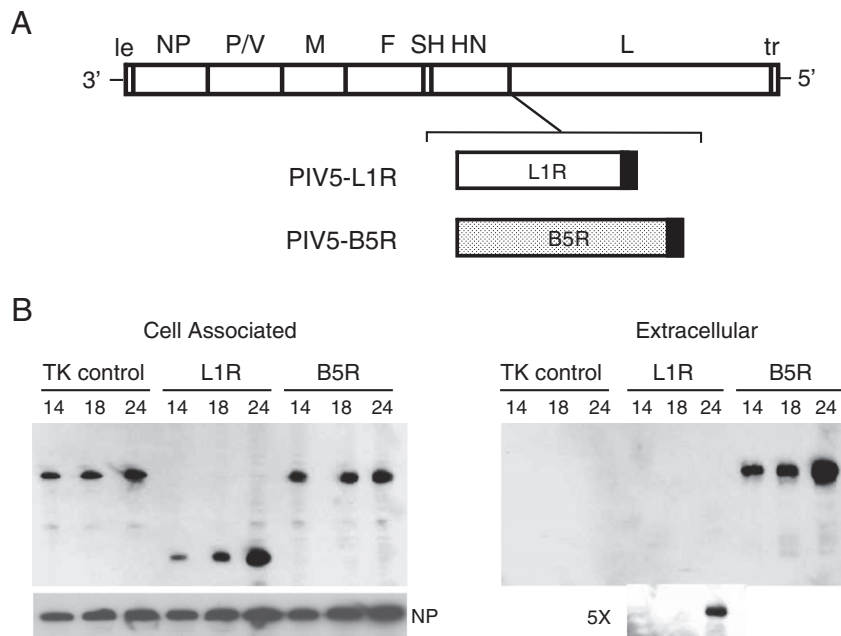 A
le NP P/V M F SH HN L tr
3’ 5’
PIV5-L1R L1R
PIV5-B5R B5R
B
Cell Associated Extracellular
TK control L1R B5R TK control L1R B5R
14 18 24 14 18 24 14 18 24 14 18 24 14 18 24 14 18 24
NP 5X